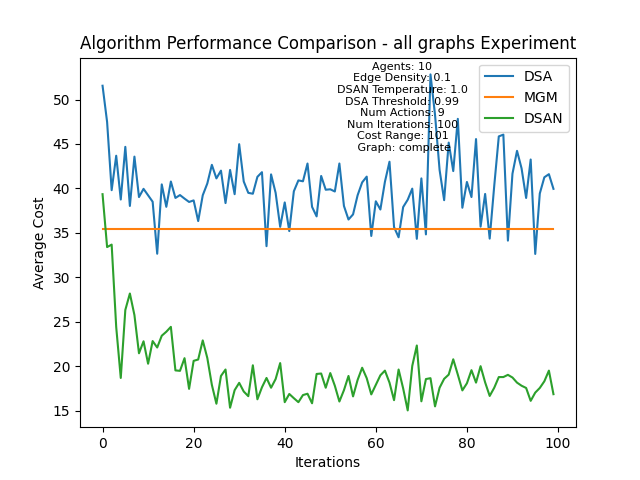 Algorithm Performance Comparison - all graphs Experiment
Agents: 10
Edge Density: 0.1
DSAN Temperature: 1.0
DSA Threshold: 0.99
Num Actions: 9
Num Iterations: 100
Cost Range: 101
Graph: complete
DSA
MGM
DSAN
Average Cost
50
45
40
35
30
25
20
15
0
20
40
60
80
100
Iterations